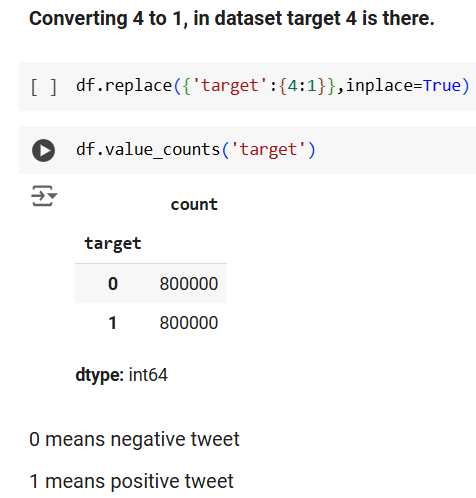 Converting 4 to 1, in dataset target 4 is there.
[ ] df.replace({'target':{4:1}},inplace=True)
df.value_counts('target')
count
target
0 800000
1 800000
dtype: int64
0 means negative tweet
1 means positive tweet